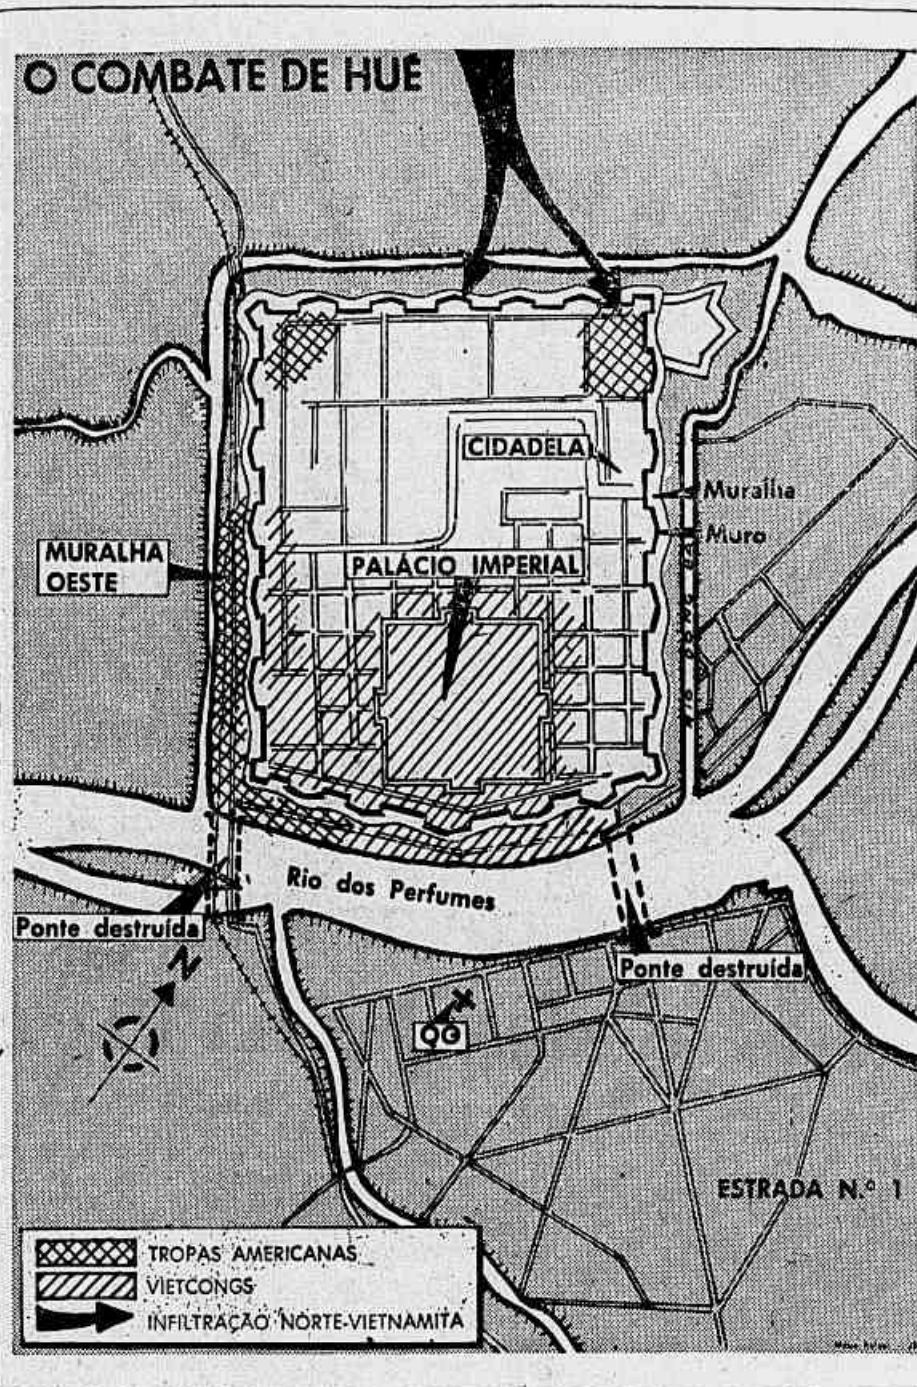 O COMBATE DE HUÉ
CIDADELA
Muralha
Muro
MURALHA
OESTE
PALÁCIO IMPERIAL
Rio dos Perfumes
Ponte destruída
N
Ponte destruída
QG
ESTRADA N.º 1
TROPAS AMERICANAS
VIETCONGS
INFILTRAÇÃO NORTE-VIETNAMITA